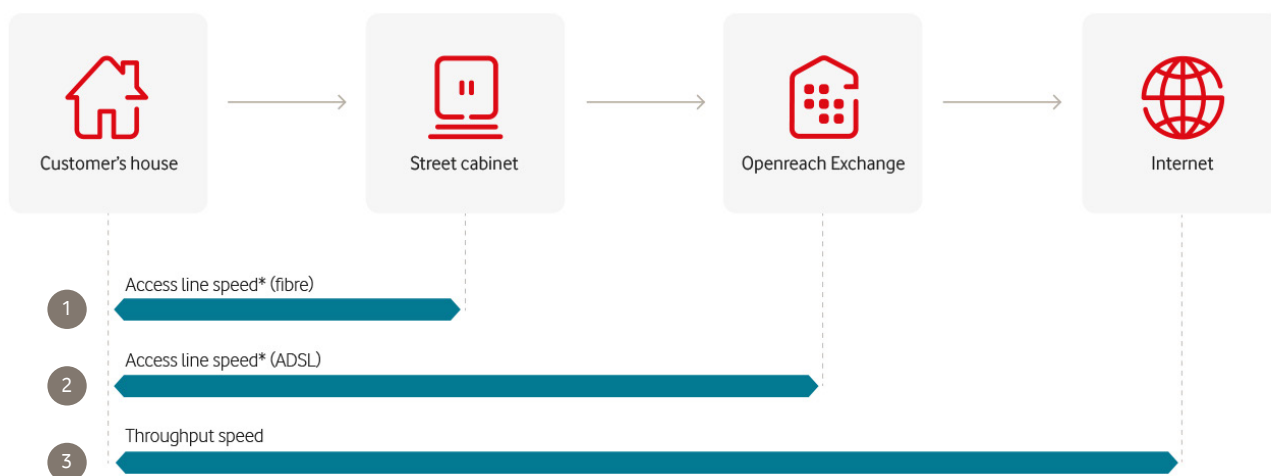 Customer's house
Street cabinet
Openreach Exchange
Internet
Access line speed* (fibre)
1
Access line speed* (ADSL)
2
Throughput speed
3